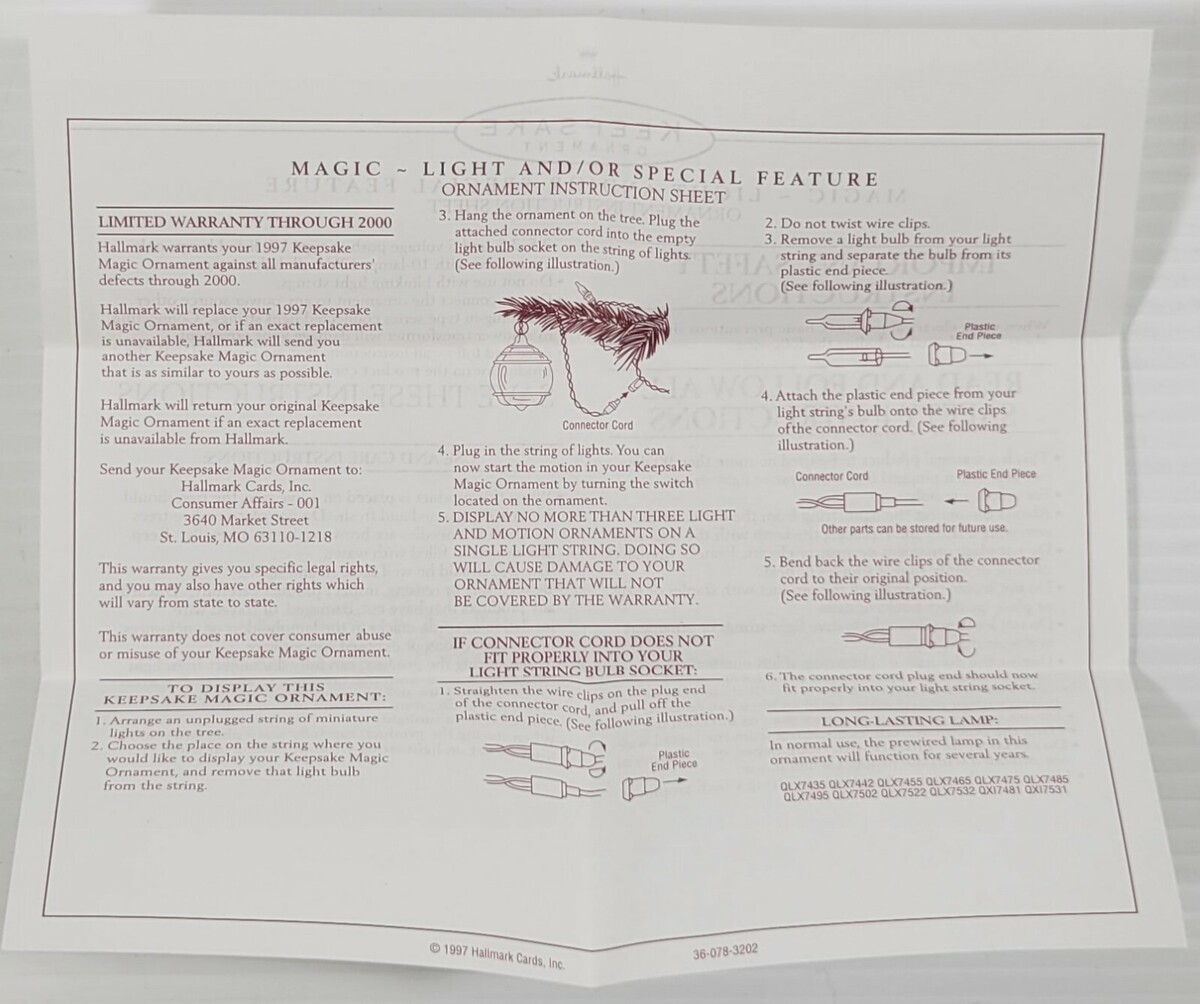 MAGIC ~ LIGHT AND/OR SPECIAL FEATURE
ORNAMENT INSTRUCTION SHEET
LIMITED WARRANTY THROUGH 2000
Hallmark warrants your 1997 Keepsake
Magic Ornament against all manufacturers'
defects through 2000.
Hallmark will replace your 1997 Keepsake
Magic Ornament, or if an exact replacement
is unavailable, Hallmark will send you
another Keepsake Magic Ornament
that is as similar to yours as possible.
Hallmark will return your original Keepsake
Magic Ornament if an exact replacement
is unavailable from Hallmark.
Send your Keepsake Magic Ornament to:
Hallmark Cards, Inc.
Consumer Affairs - 001
3640 Market Street
St. Louis, MO 63110-1218
This warranty gives you specific legal rights,
and you may also have other rights which
will vary from state to state.
This warranty does not cover consumer abuse
or misuse of your Keepsake Magic Ornament.
TO DISPLAY THIS
KEEPSAKE MAGIC ORNAMENT:
1. Arrange an unplugged string of miniature
lights on the tree.
2. Choose the place on the string where you
would like to display your Keepsake Magic
Ornament, and remove that light bulb
from the string.
3. Hang the ornament on the tree. Plug the
attached connector cord into the empty
light bulb socket on the string of lights.
(See following illustration.)
Connector Cord
4. Plug in the string of lights. You can
now start the motion in your Keepsake
Magic Ornament by turning the switch
located on the ornament.
5. DISPLAY NO MORE THAN THREE LIGHT
AND MOTION ORNAMENTS ON A
SINGLE LIGHT STRING. DOING SO
WILL CAUSE DAMAGE TO YOUR
ORNAMENT THAT WILL NOT
BE COVERED BY THE WARRANTY.
IF CONNECTOR CORD DOES NOT
FIT PROPERLY INTO YOUR
LIGHT STRING BULB SOCKET:
1. Straighten the wire clips on the plug end
of the connector cord, and pull off the
plastic end piece. (See following illustration.)
Plastic
End Piece
2. Do not twist wire clips.
3. Remove a light bulb from your light
string and separate the bulb from its
plastic end piece.
(See following illustration.)
Plastic
End Piece
4. Attach the plastic end piece from your
light string's bulb onto the wire clips
of the connector cord. (See following
illustration.)
Connector Cord Plastic End Piece
Other parts can be stored for future use.
5. Bend back the wire clips of the connector
cord to their original position.
(See following illustration.)
6. The connector cord plug end should now
fit properly into your light string socket.
LONG-LASTING LAMP:
In normal use, the prewired lamp in this
ornament will function for several years.
QLX7435 QLX7442 QLX7455 QLX7465 QLX7475 QLX7485
QLX7495 QLX7502 QLX7522 QLX7532 QXI7481 QXI7531
© 1997 Hallmark Cards, Inc.
36-078-3202